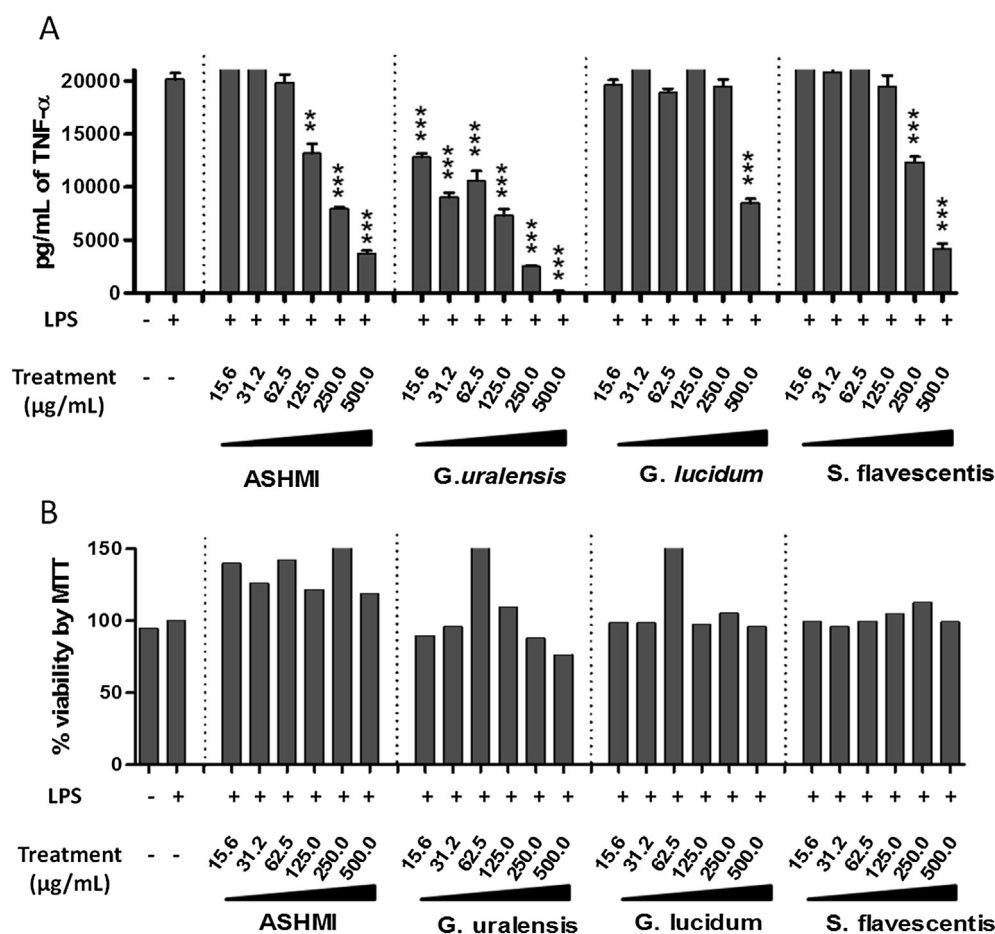 A
pg/mL of TNF-α
20000
15000
10000
5000
0
** *** ***
*** *** *** *** *** ***
***
*** ***
LPS - + + + + + + + + + + + + + + + + + + + + + + + + +
Treatment
(µg/mL)
- - 15.6 31.2 62.5 125.0 250.0 500.0 15.6 31.2 62.5 125.0 250.0 500.0 15.6 31.2 62.5 125.0 250.0 500.0 15.6 31.2 62.5 125.0 250.0 500.0
ASHMI G.uralensis G. lucidum S. flavescentis
B
% viability by MTT
150
100
50
0
LPS - + + + + + + + + + + + + + + + + + + + + + + + + +
Treatment
(µg/mL)
- - 15.6 31.2 62.5 125.0 250.0 500.0 15.6 31.2 62.5 125.0 250.0 500.0 15.6 31.2 62.5 125.0 250.0 500.0 15.6 31.2 62.5 125.0 250.0 500.0
ASHMI G. uralensis G. lucidum S. flavescentis